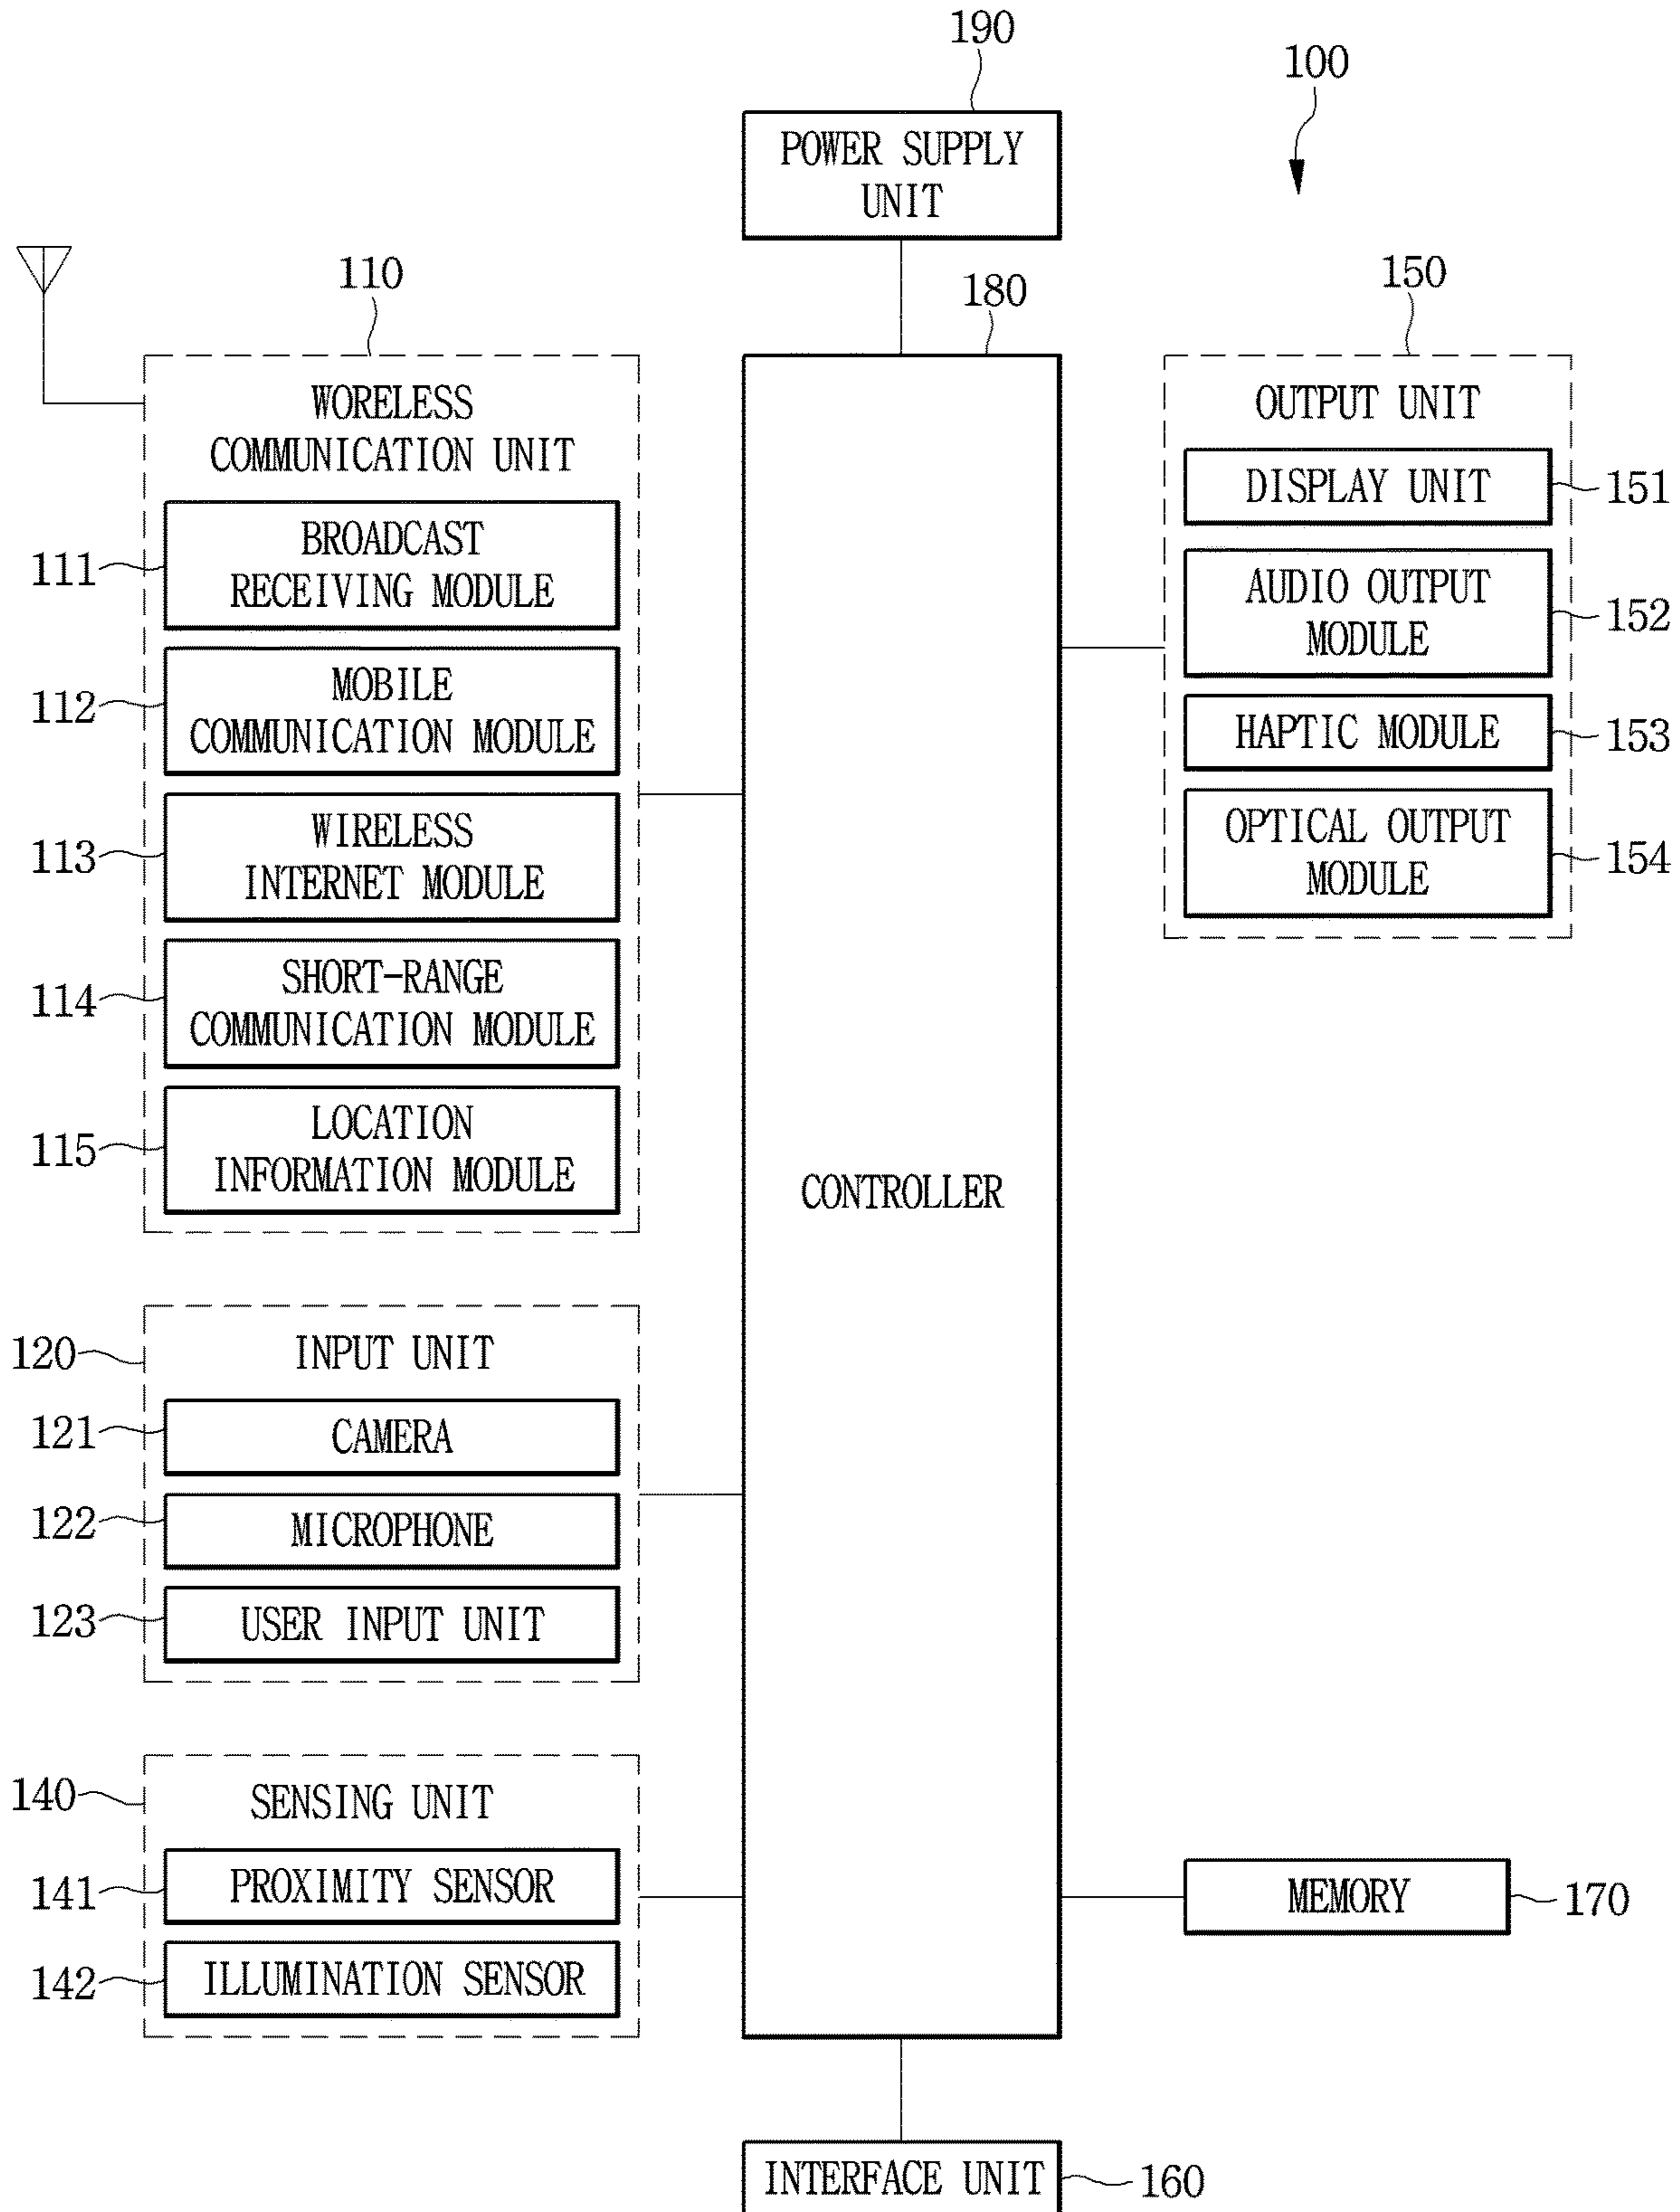 190
100
POWER SUPPLY
UNIT
110
180
150
WORELESS
COMMUNICATION UNIT
111
BROADCAST
RECEIVING MODULE
112
MOBILE
COMMUNICATION MODULE
113
WIRELESS
INTERNET MODULE
114
SHORT-RANGE
COMMUNICATION MODULE
115
LOCATION
INFORMATION MODULE
120
INPUT UNIT
121
CAMERA
122
MICROPHONE
123
USER INPUT UNIT
140
SENSING UNIT
141
PROXIMITY SENSOR
142
ILLUMINATION SENSOR
CONTROLLER
OUTPUT UNIT
DISPLAY UNIT
151
AUDIO OUTPUT
MODULE
152
HAPTIC MODULE
153
OPTICAL OUTPUT
MODULE
154
MEMORY
170
INTERFACE UNIT
160